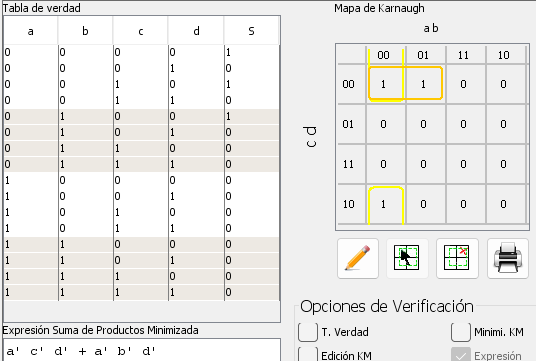 Tabla de verdad
a b c d S
0 0 0 0 1
0 0 0 1 0
0 0 1 0 1
0 0 1 1 0
0 1 0 0 1
0 1 0 1 0
0 1 1 0 0
0 1 1 1 0
1 0 0 0 0
1 0 0 1 0
1 0 1 0 0
1 0 1 1 0
1 1 0 0 0
1 1 0 1 0
1 1 1 0 0
1 1 1 1 0
Expresión Suma de Productos Minimizada
a' c' d' + a' b' d'
Mapa de Karnaugh
a b
00 01 11 10
00 1 1 0 0
01 0 0 0 0
11 0 0 0 0
10 1 0 0 0
c d
Opciones de Verificación
T. Verdad
Minimi. KM
Edición KM
Expresión